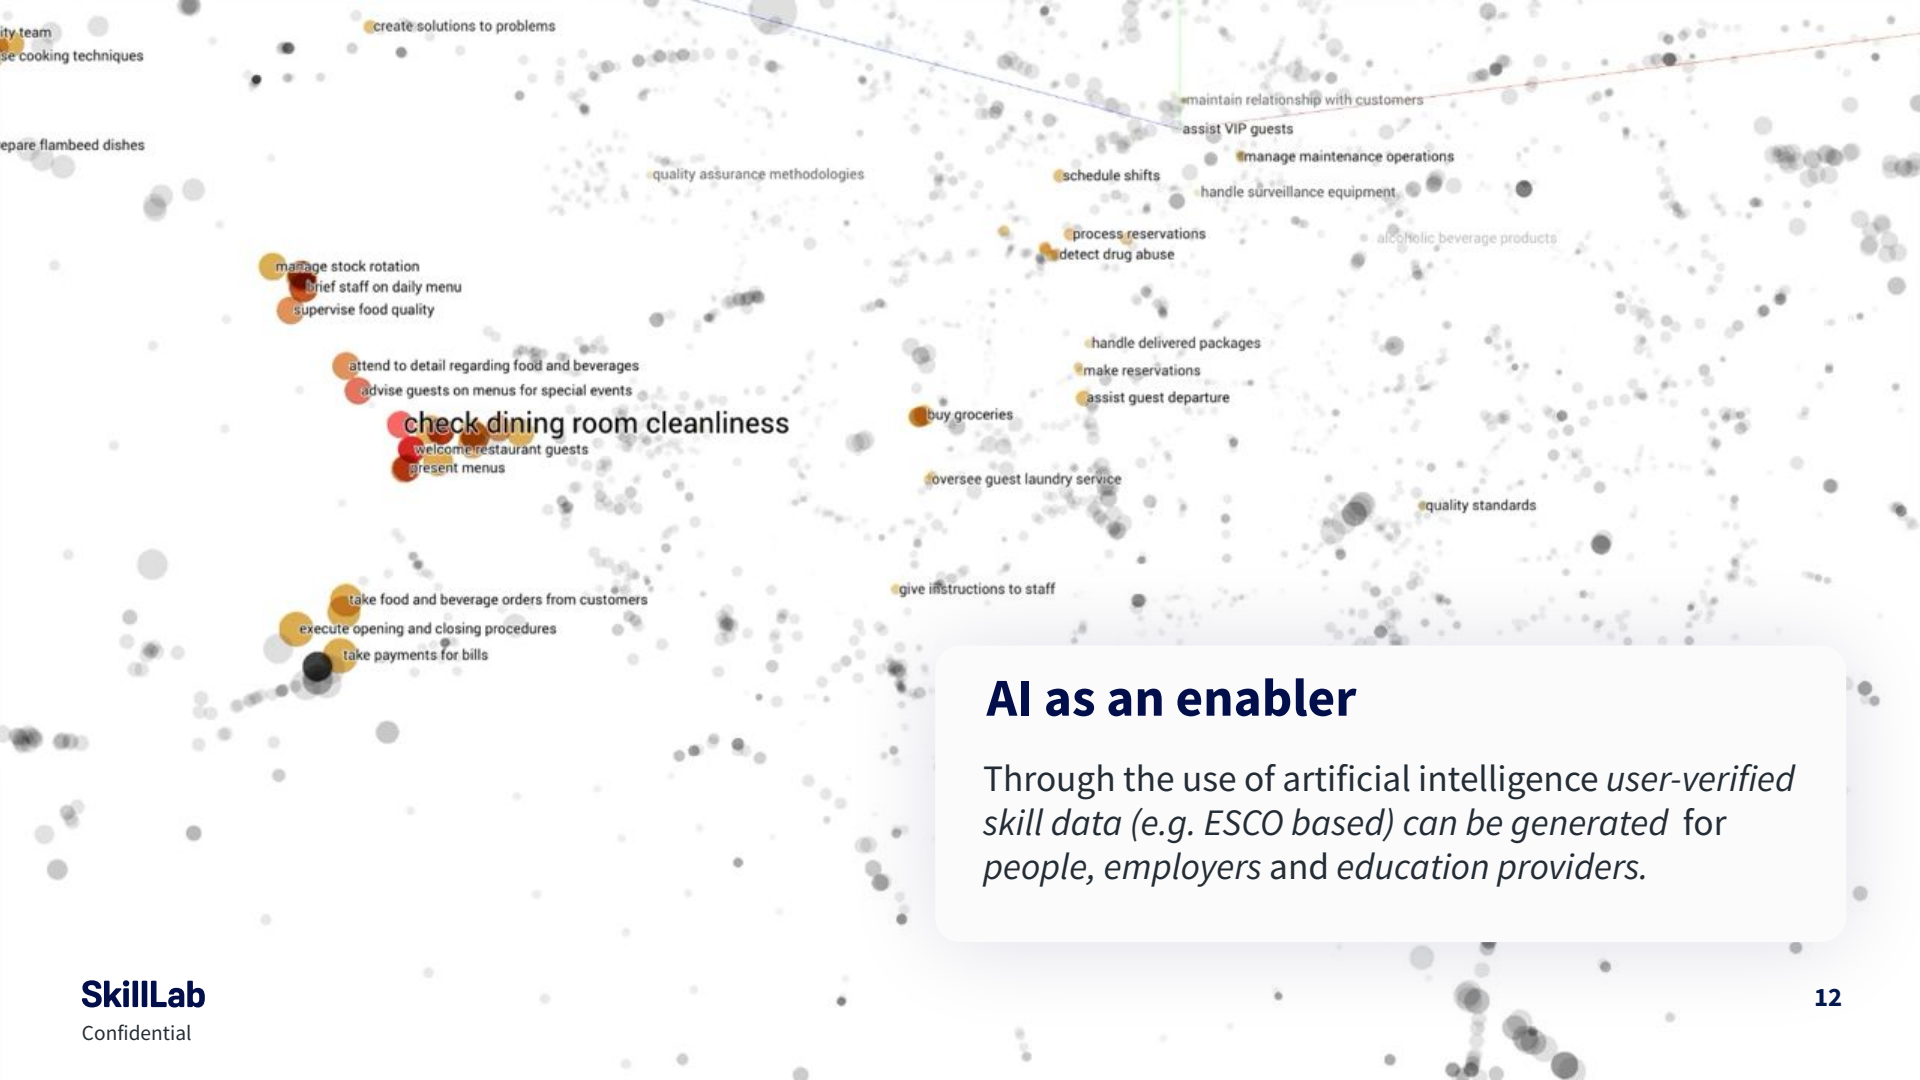 create solutions to problems
ity team
se cooking techniques
maintain relationship with customers
assist VIP guests
epare flambeed dishes
manage maintenance operations
quality assurance methodologies
schedule shifts
handle surveillance equipment
process reservations
alcoholic beverage products
detect drug abuse
manage stock rotation
brief staff on daily menu
supervise food quality
handle delivered packages
attend to detail regarding food and beverages
make reservations
advise guests on menus for special events
assist guest departure
buy groceries
check dining room cleanliness
welcome restaurant guests
present menus
oversee guest laundry service
quality standards
give instructions to staff
take food and beverage orders from customers
execute opening and closing procedures
take payments for bills
AI as an enabler
Through the use of artificial intelligence user-verified
skill data (e.g. ESCO based) can be generated for
people, employers and education providers.
SkillLab
Confidential
12